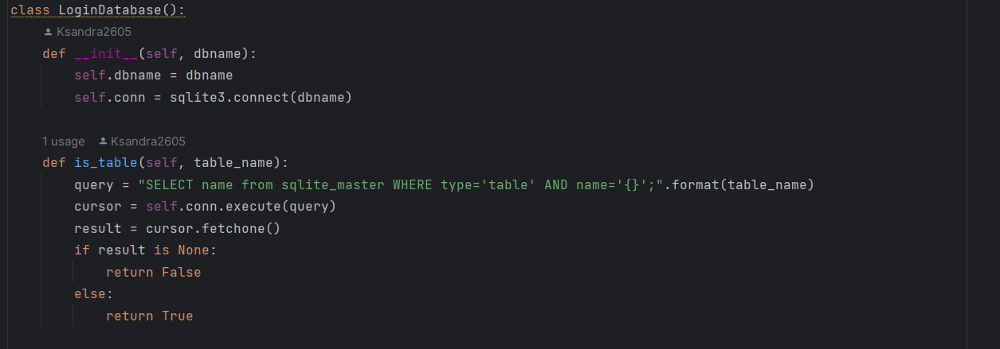 class LoginDatabase():
Ksandra2605
def __init__(self, dbname):
self.dbname = dbname
self.conn = sqlite3.connect(dbname)
1 usage Ksandra2605
def is_table(self, table_name):
query = "SELECT name from sqlite_master WHERE type='table' AND name='{}';".format(table_name)
cursor = self.conn.execute(query)
result = cursor.fetchone()
if result is None:
return False
else:
return True